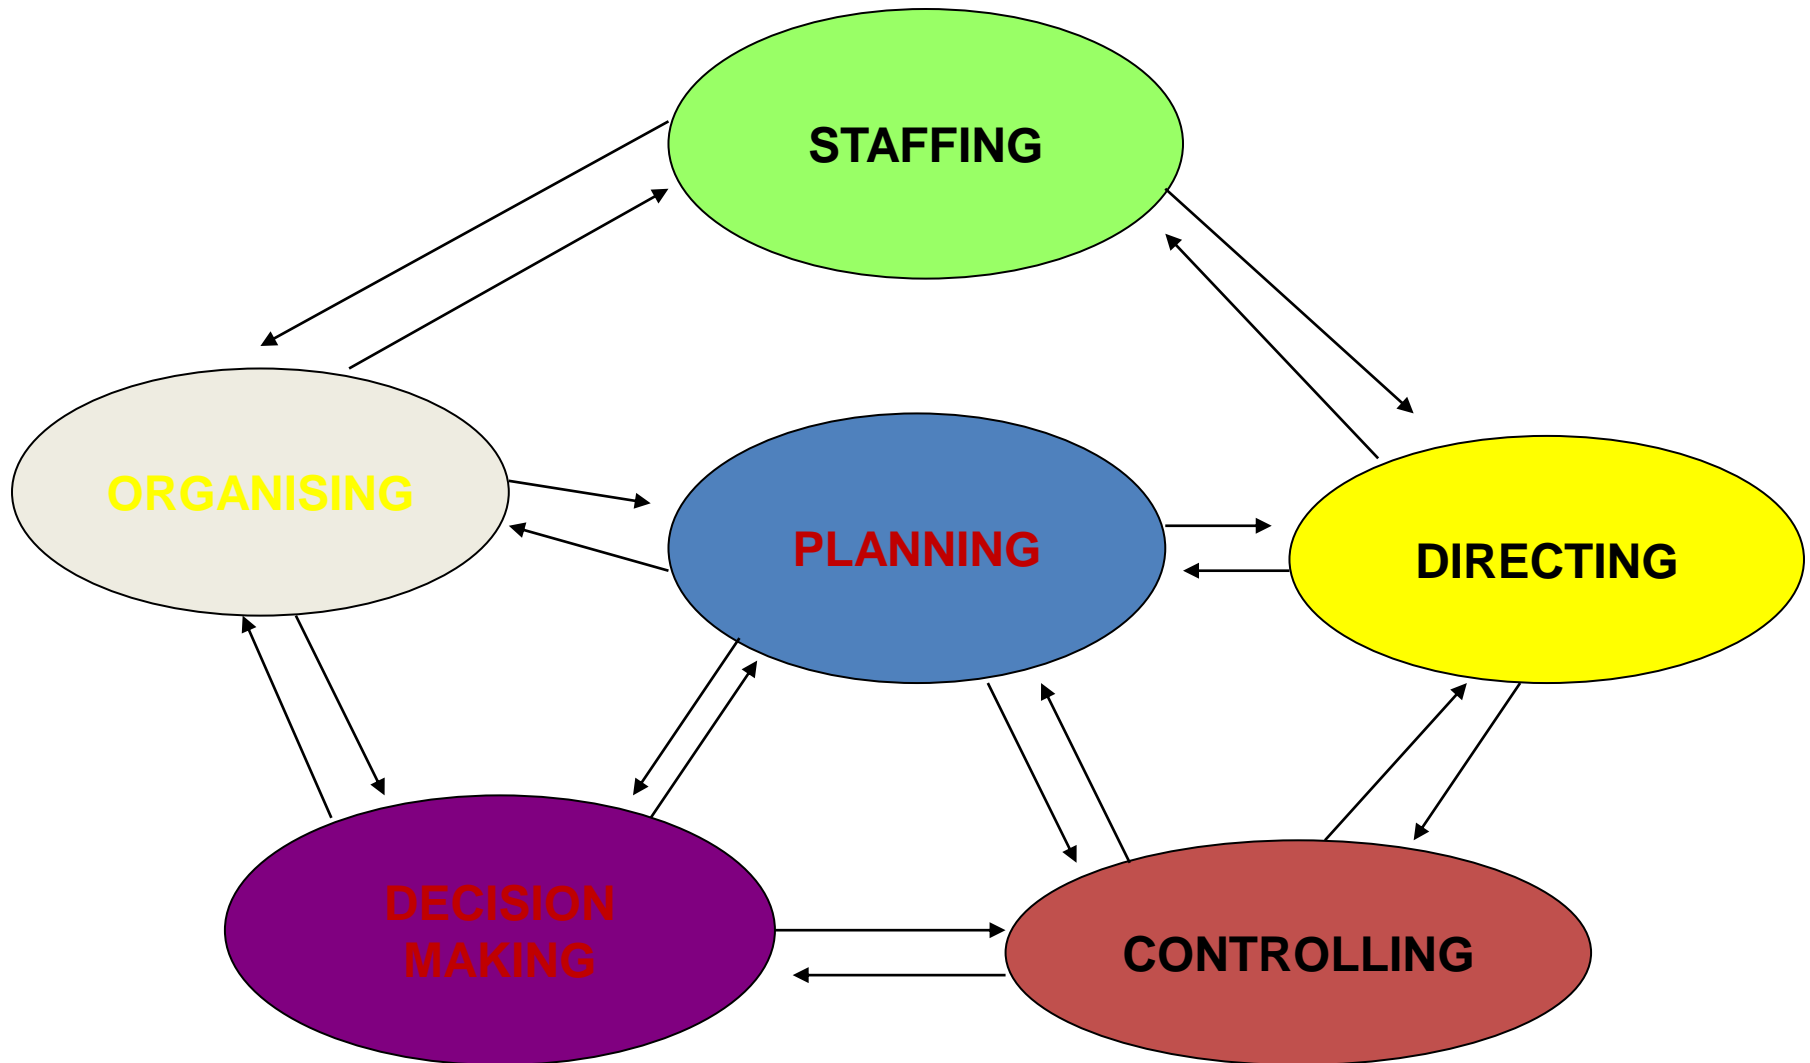 STAFFING
ORGANISING
PLANNING
DIRECTING
DECISION
MAKING
CONTROLLING